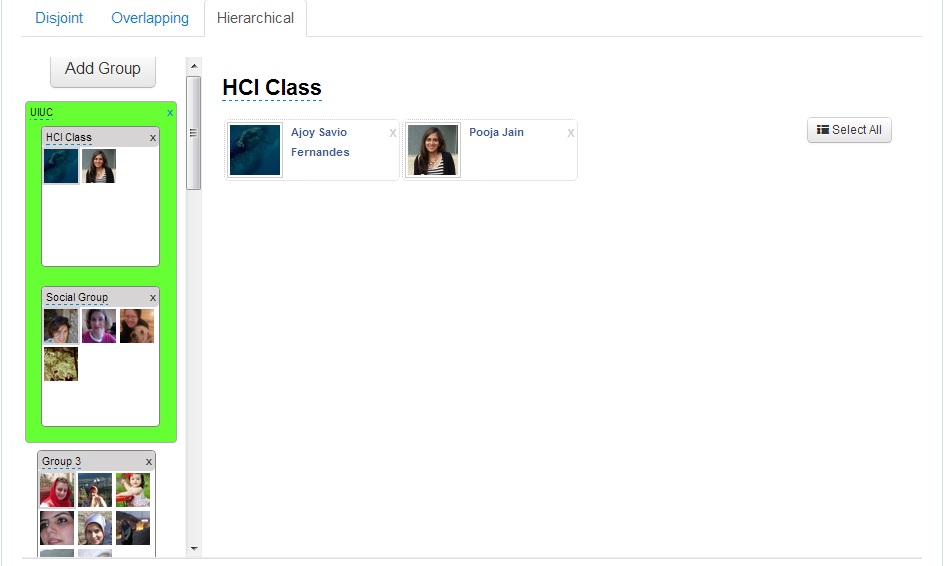 Disjoint
Overlapping
Hierarchical
Add Group
UIUC
x
HCI Class
x
Social Group
x
Group 3
x
HCI Class
Ajoy Savio
Fernandes
x
Pooja Jain
x
Select All